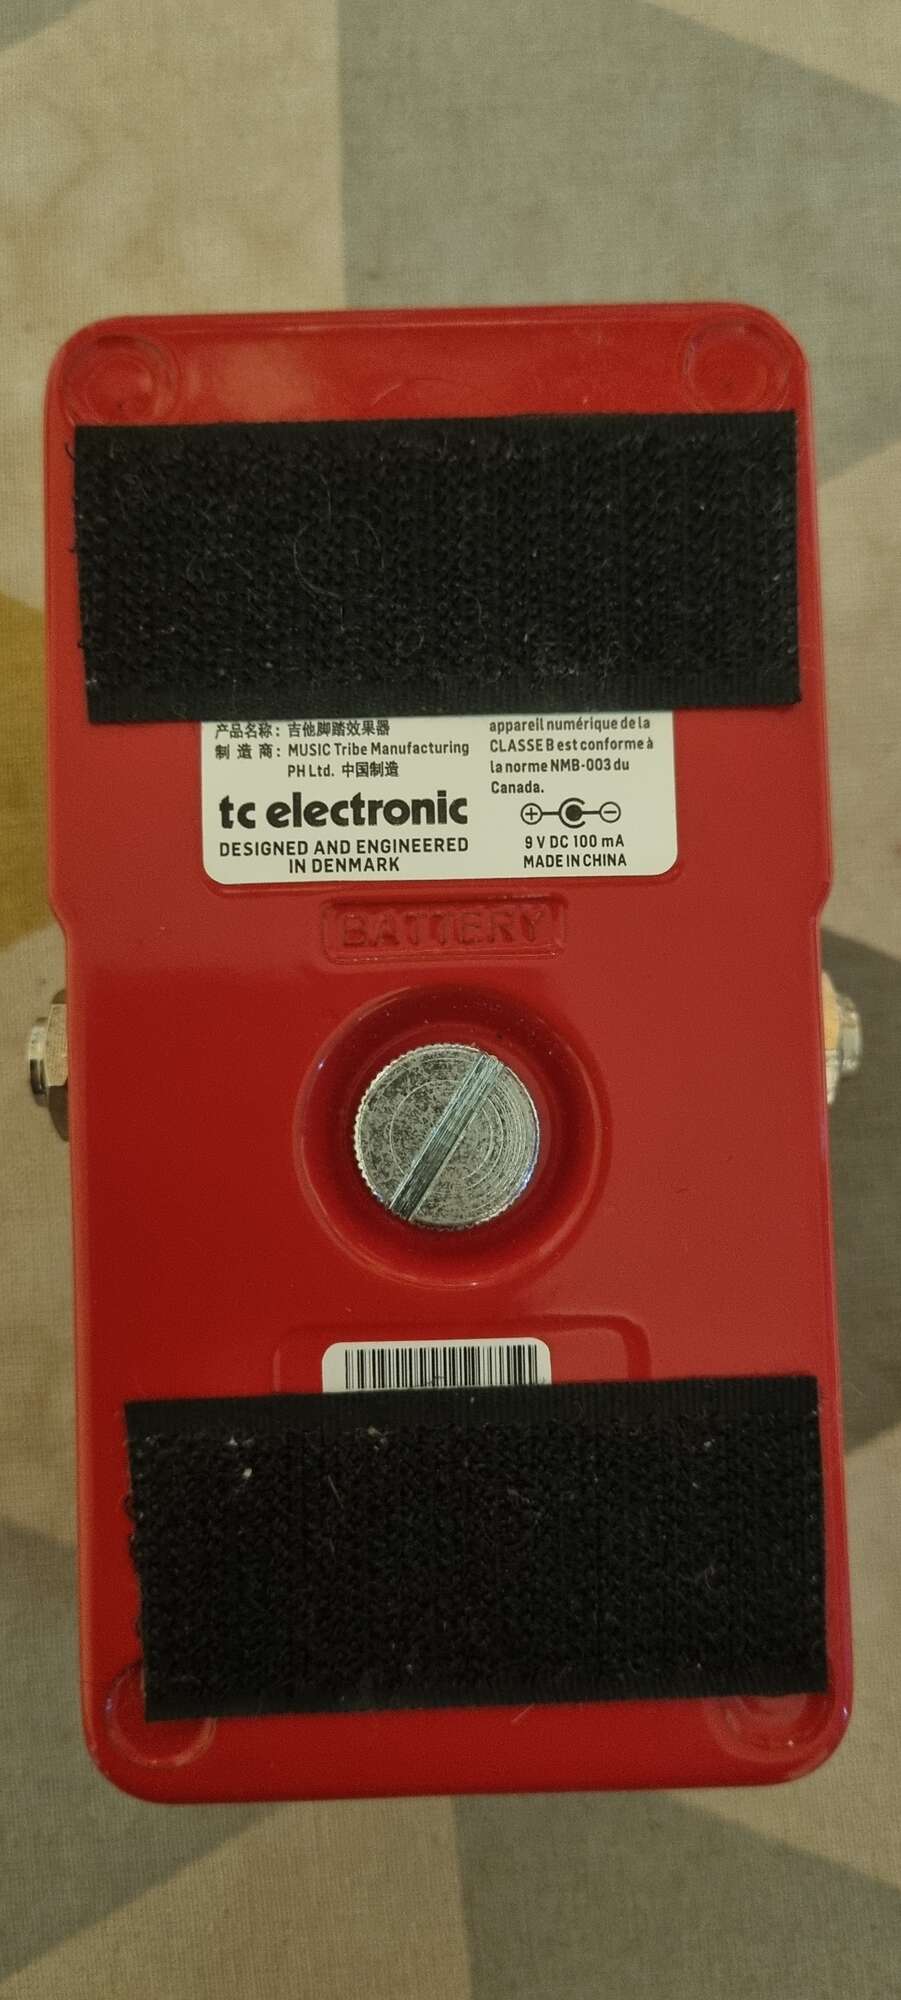 产品名称：吉他脚踏效果器
制 造 商：MUSIC Tribe Manufacturing
PH Ltd. 中国制造
tc electronic
DESIGNED AND ENGINEERED
IN DENMARK
appareil numérique de la
CLASSE B est conforme à
la norme NMB-003 du
Canada.
9 V DC 100 mA
MADE IN CHINA
BATTERY